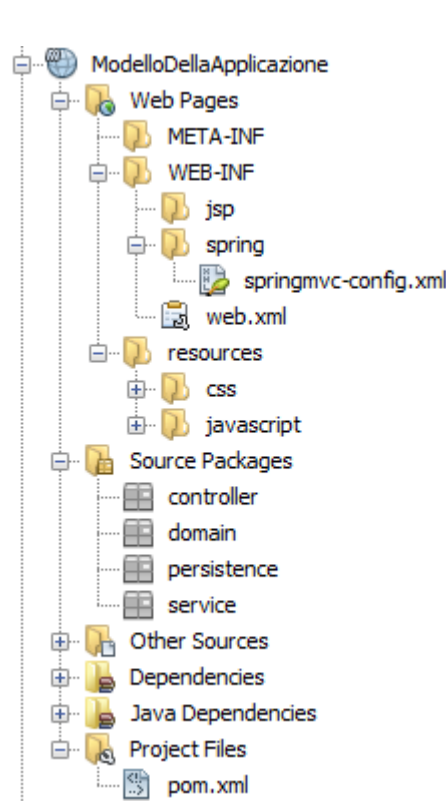 ModelloDellaApplicazione
Web Pages
META-INF
WEB-INF
jsp
spring
springmvc-config.xml
web.xml
resources
css
javascript
Source Packages
controller
domain
persistence
service
Other Sources
Dependencies
Java Dependencies
Project Files
pom.xml